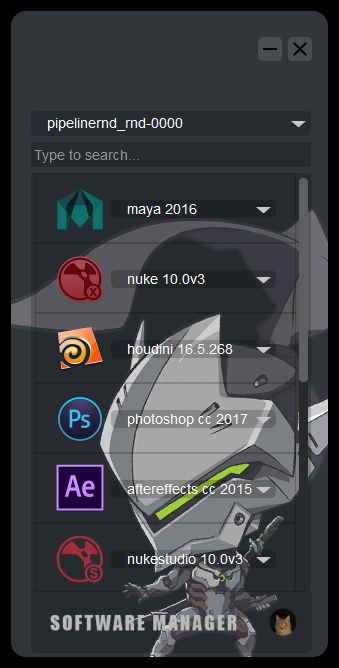 pipelinernd_rnd-0000
Type to search...
maya 2016
nuke 10.0v3
X
houdini 16.5.268
Ps
photoshop cc 2017
Ae
aftereffects cc 2015
nukestudio 10.0v3
S
SOFTWARE MANAGER